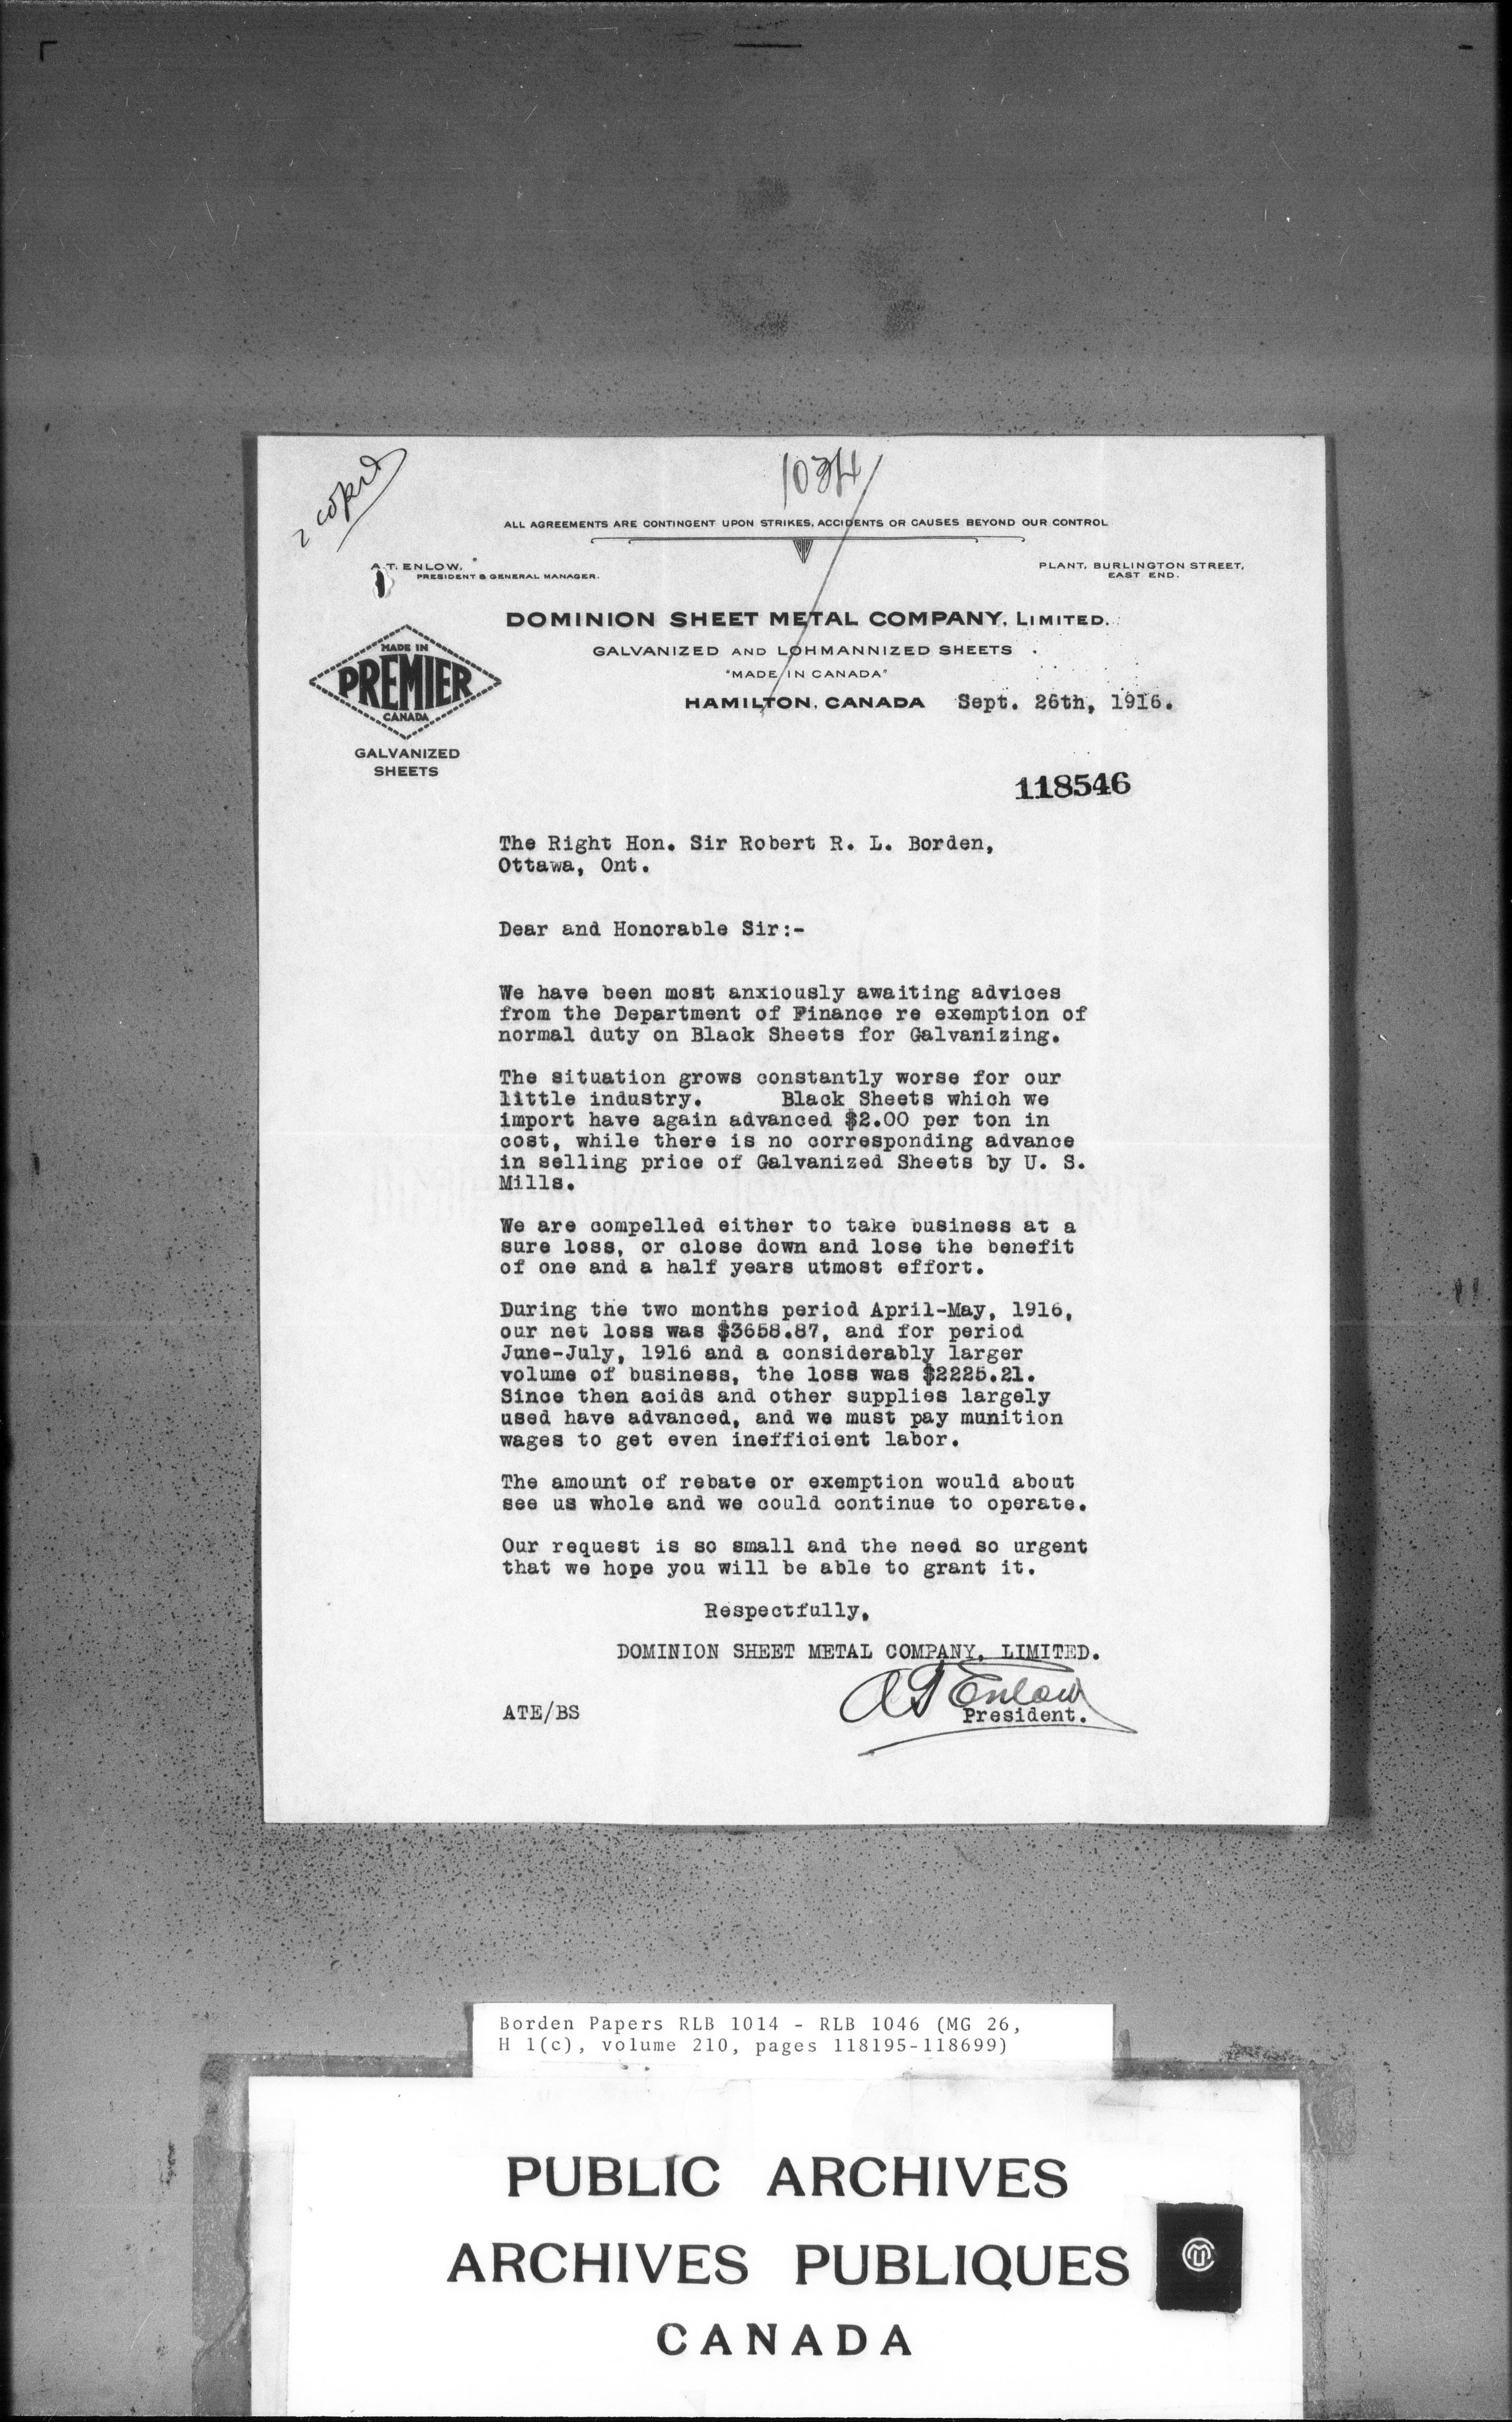 2 copies
1034
ALL AGREEMENTS ARE CONTINGENT UPON STRIKES, ACCIDENTS OR CAUSES BEYOND OUR CONTROL
A.T. ENLOW,
PRESIDENT & GENERAL MANAGER.
PLANT, BURLINGTON STREET,
EAST END.
DOMINION SHEET METAL COMPANY, LIMITED.
GALVANIZED AND LOHMANNIZED SHEETS
"MADE IN CANADA"
HAMILTON, CANADA Sept. 26th, 1916.
MADE IN
PREMIER
CANADA
GALVANIZED
SHEETS
118546
The Right Hon. Sir Robert R. L. Borden,
Ottawa, Ont.
Dear and Honorable Sir:-
We have been most anxiously awaiting advices
from the Department of Finance re exemption of
normal duty on Black Sheets for Galvanizing.
The situation grows constantly worse for our
little industry. Black Sheets which we
import have again advanced $2.00 per ton in
cost, while there is no corresponding advance
in selling price of Galvanized Sheets by U. S.
Mills.
We are compelled either to take business at a
sure loss, or close down and lose the benefit
of one and a half years utmost effort.
During the two months period April-May, 1916,
our net loss was $3658.87, and for period
June-July, 1916 and a considerably larger
volume of business, the loss was $2225.21.
Since then acids and other supplies largely
used have advanced, and we must pay munition
wages to get even inefficient labor.
The amount of rebate or exemption would about
see us whole and we could continue to operate.
Our request is so small and the need so urgent
that we hope you will be able to grant it.
Respectfully,
DOMINION SHEET METAL COMPANY, LIMITED.
A T Enlow
President.
ATE/BS
Borden Papers RLB 1014 - RLB 1046 (MG 26,
H 1(c), volume 210, pages 118195-118699)
PUBLIC ARCHIVES
ARCHIVES PUBLIQUES
CANADA